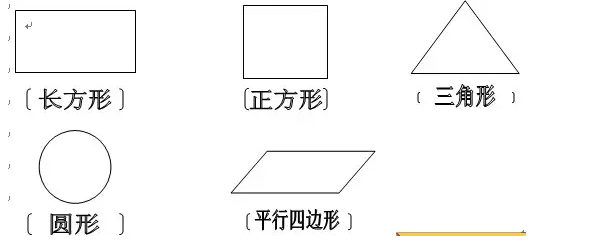 〔长方形〕
〔正方形〕
〔 三角形 〕
〔 圆形 〕
〔平行四边形〕